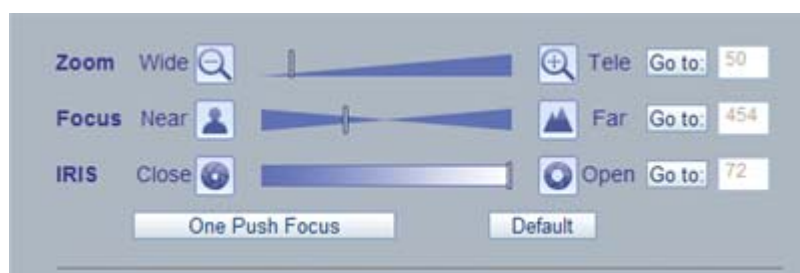 Zoom Wide Tele Go to: 50
Focus Near Far Go to: 454
IRIS Close Open Go to: 72
One Push Focus Default